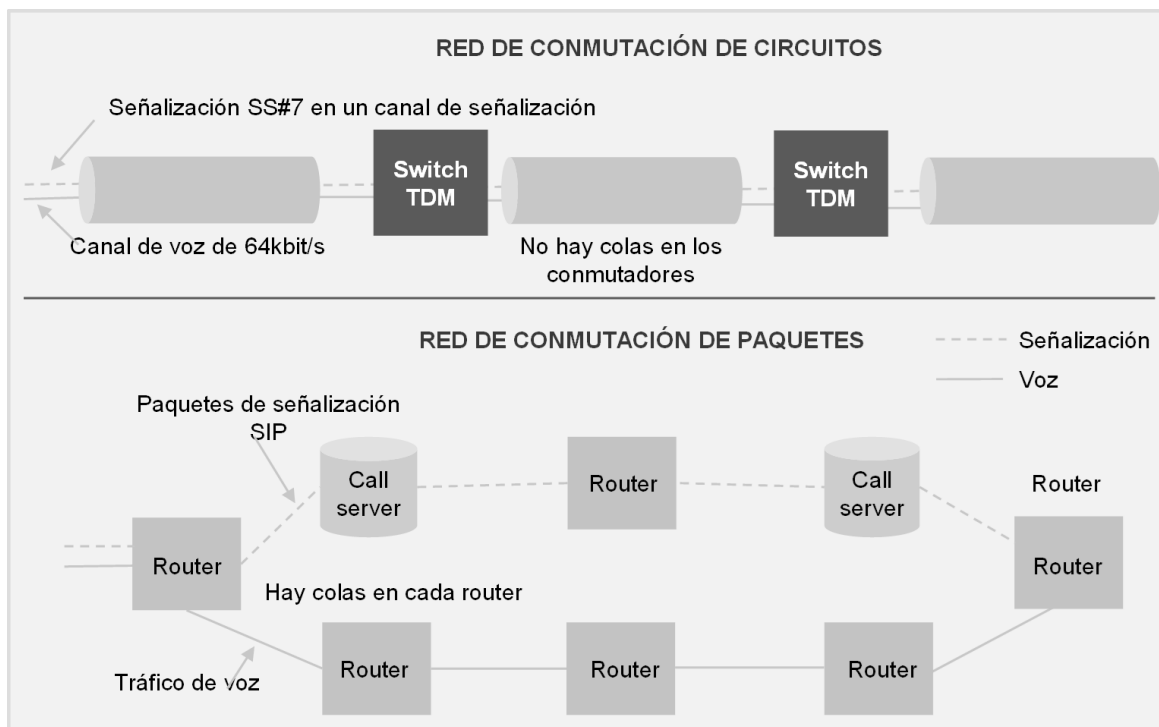 RED DE CONMUTACIÓN DE CIRCUITOS
Señalización SS#7 en un canal de señalización
Switch
TDM
Switch
TDM
Canal de voz de 64kbit/s
No hay colas en los
conmutadores
RED DE CONMUTACIÓN DE PAQUETES
Señalización
Voz
Paquetes de señalización
SIP
Call
server
Router
Call
server
Router
Router
Router
Hay colas en cada router
Router
Router
Router
Tráfico de voz